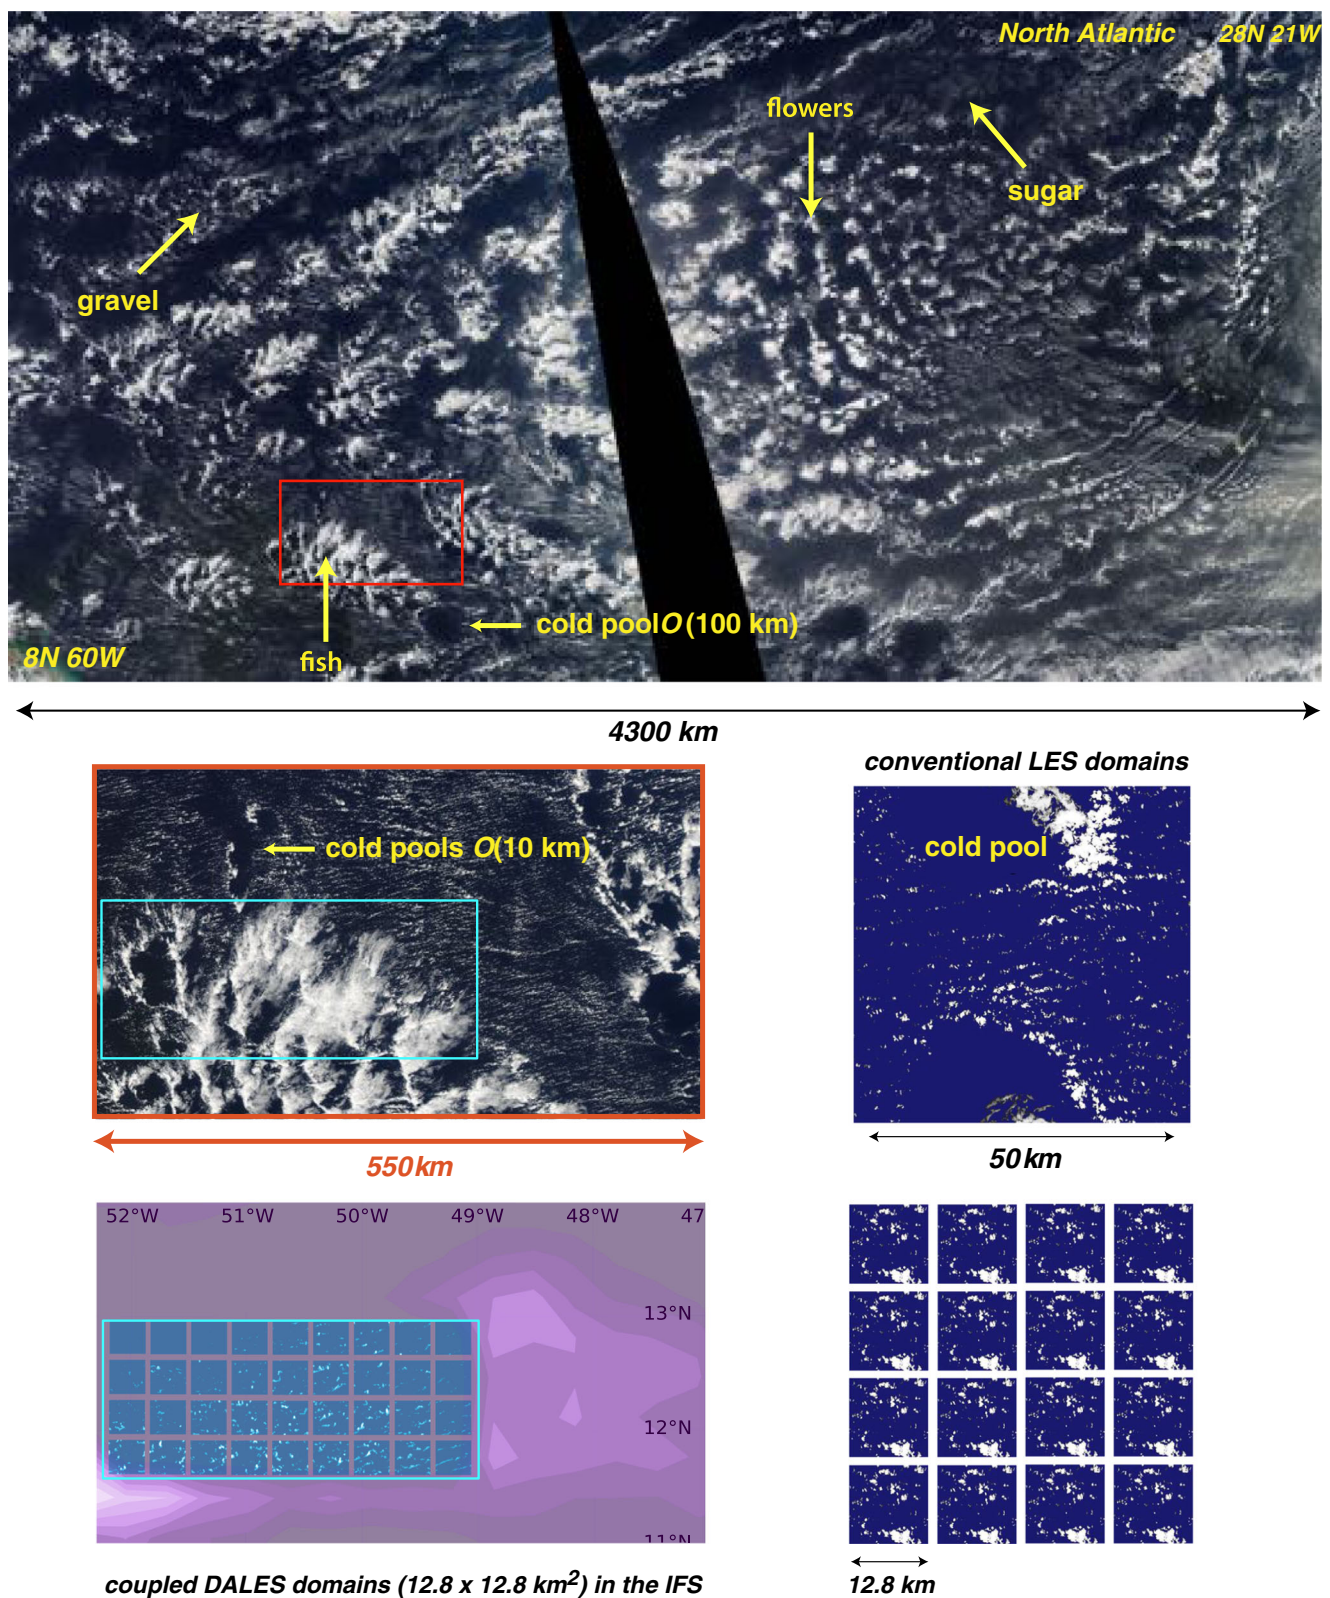 North Atlantic 28N 21W
flowers
sugar
gravel
cold pool O (100 km)
8N 60W
fish
4300 km
conventional LES domains
cold pools O(10 km)
cold pool
50 km
550 km
52°W 51°W 50°W 49°W 48°W 47
13°N
12°N
11°N
12.8 km
coupled DALES domains (12.8 x 12.8 km²) in the IFS